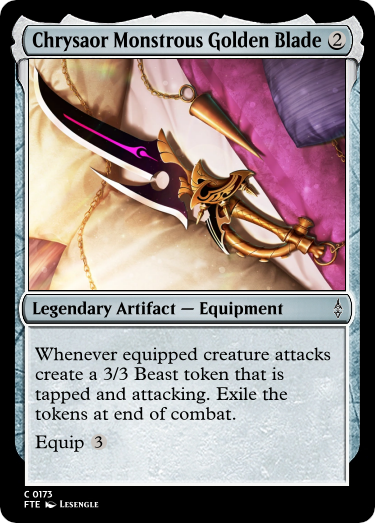 Chrysaor Monstrous Golden Blade 2
Legendary Artifact — Equipment
Whenever equipped creature attacks
create a 3/3 Beast token that is
tapped and attacking. Exile the
tokens at end of combat.
Equip 3
C 0173
FTE Lesengle